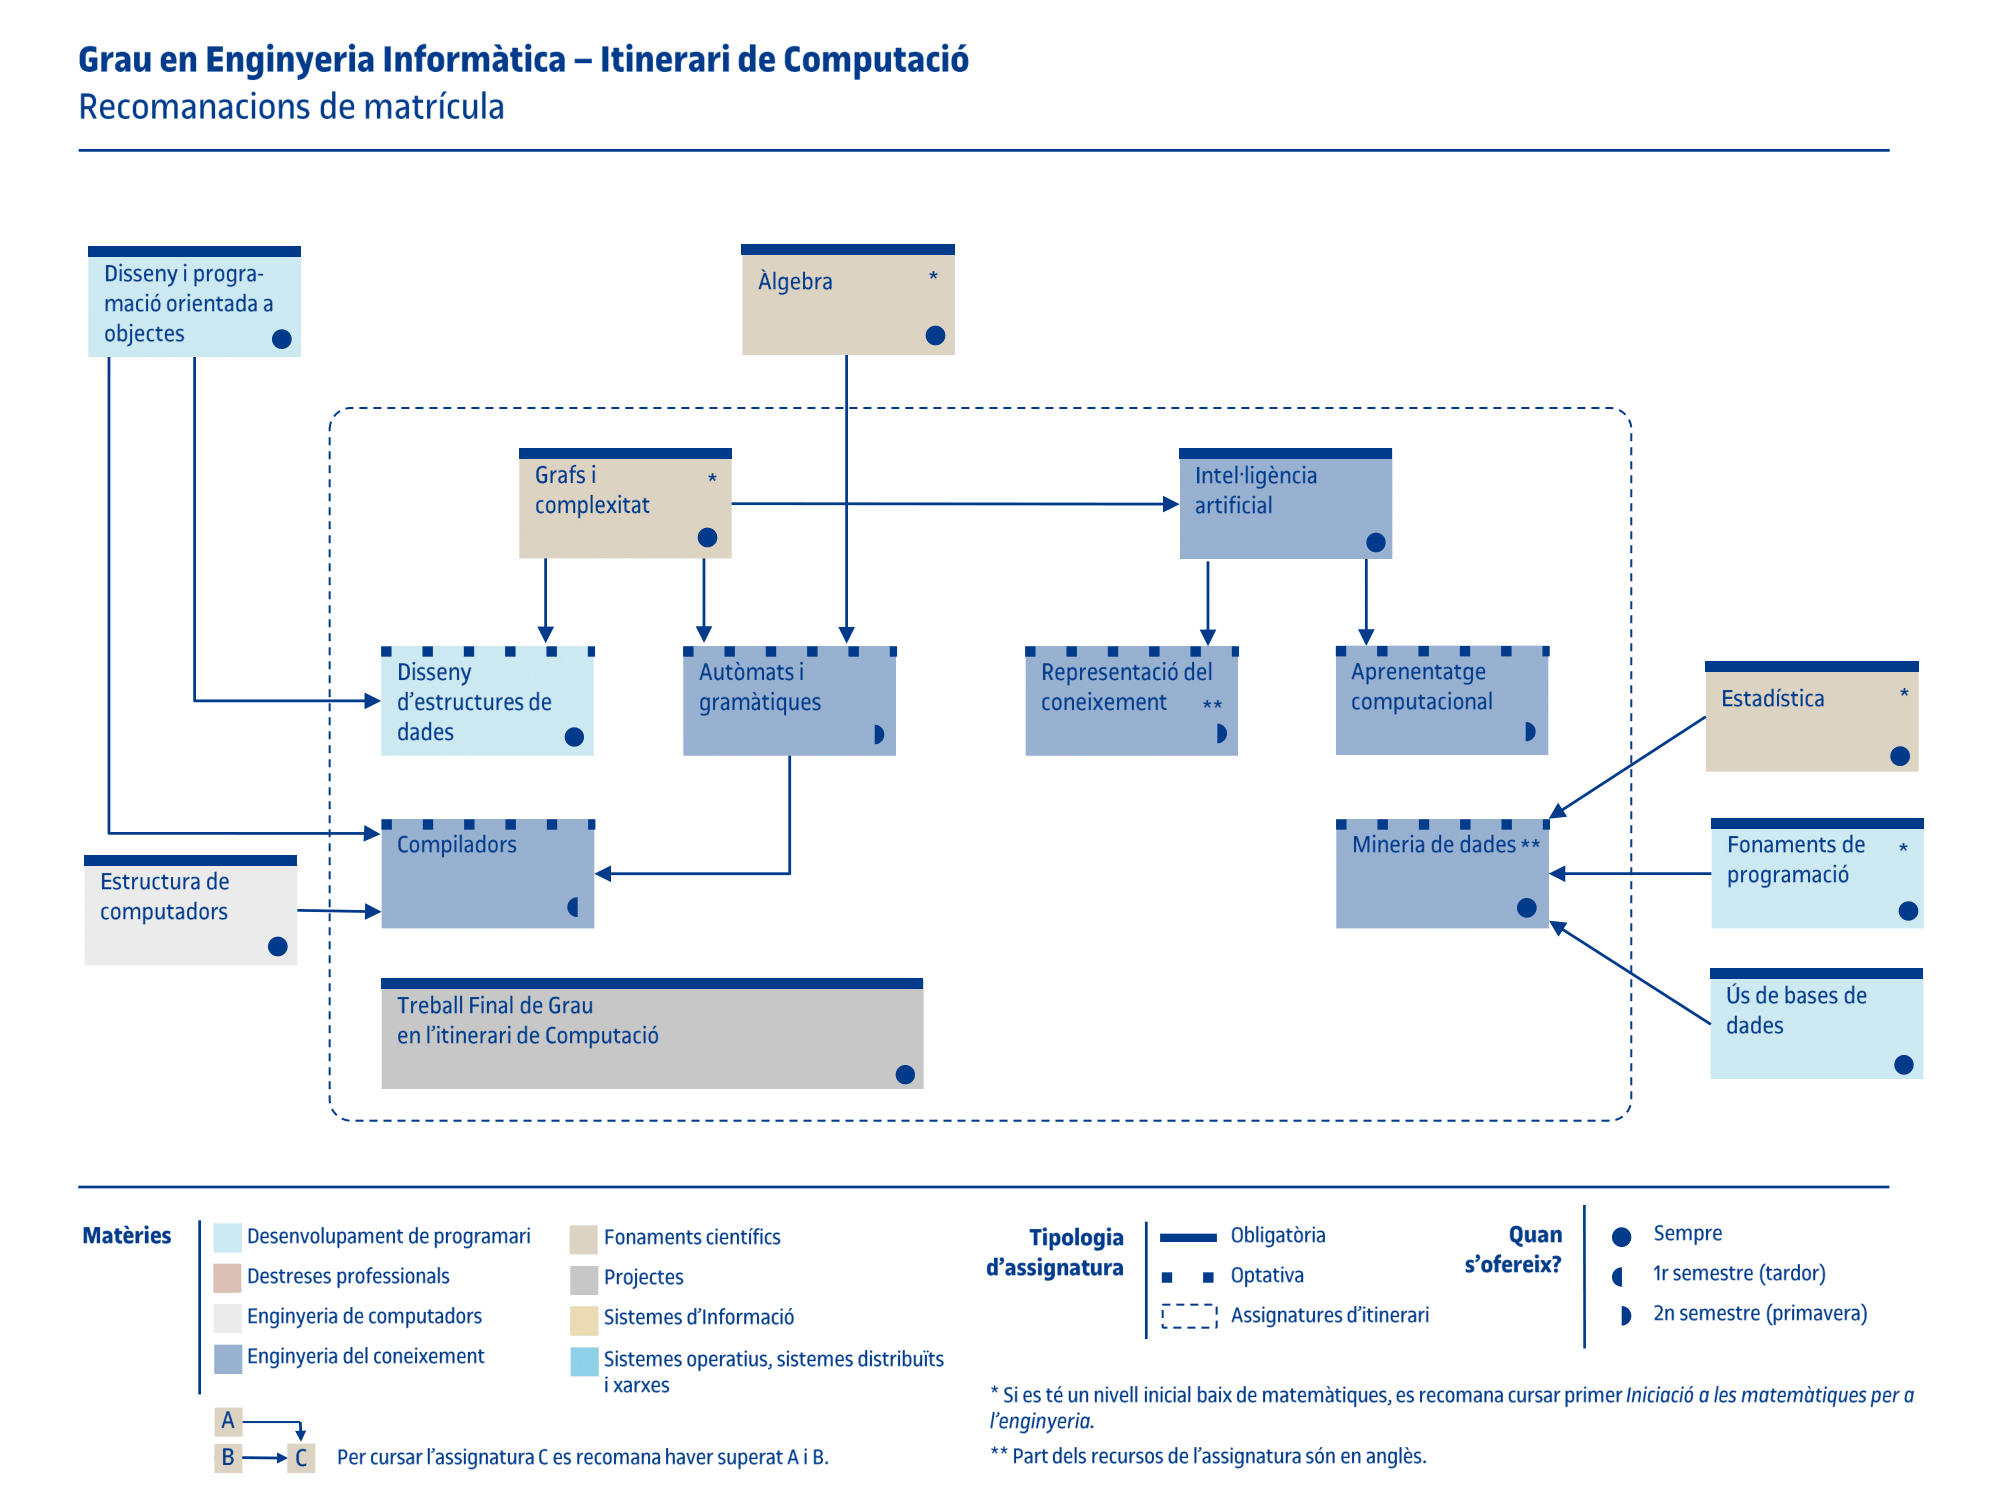 Grau en Enginyeria Informàtica – Itinerari de Computació
Recomanacions de matrícula
Disseny i progra-
mació orientada a
objectes
Àlgebra *
Grafs i
complexitat *
Intel·ligència
artificial
Disseny
d'estructures de
dades
Autòmats i
gramàtiques
Representació del
coneixement **
Aprenentatge
computacional
Estadística *
Compiladors
Mineria de dades **
Fonaments de
programació *
Estructura de
computadors
Treball Final de Grau
en l'itinerari de Computació
Ús de bases de
dades
Matèries
Desenvolupament de programari
Destreses professionals
Enginyeria de computadors
Enginyeria del coneixement
Fonaments científics
Projectes
Sistemes d'Informació
Sistemes operatius, sistemes distribuïts
i xarxes
Tipologia
d'assignatura
Obligatòria
Optativa
Assignatures d'itinerari
Quan
s'ofereix?
Sempre
1r semestre (tardor)
2n semestre (primavera)
A
B
C
Per cursar l'assignatura C es recomana haver superat A i B.
* Si es té un nivell inicial baix de matemàtiques, es recomana cursar primer Iniciació a les matemàtiques per a
l'enginyeria.
** Part dels recursos de l'assignatura són en anglès.